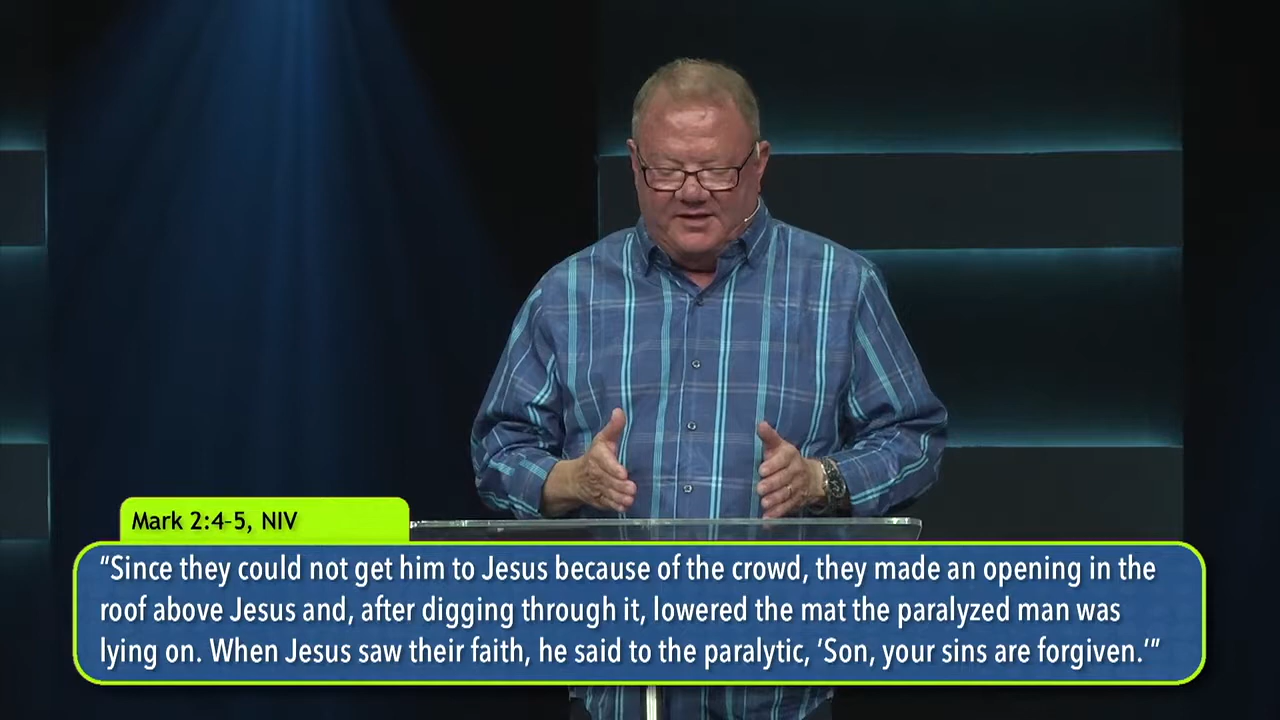 Mark 2:4-5, NIV
"Since they could not get him to Jesus because of the crowd, they made an opening in the
roof above Jesus and, after digging through it, lowered the mat the paralyzed man was
lying on. When Jesus saw their faith, he said to the paralytic, ‘Son, your sins are forgiven.’”